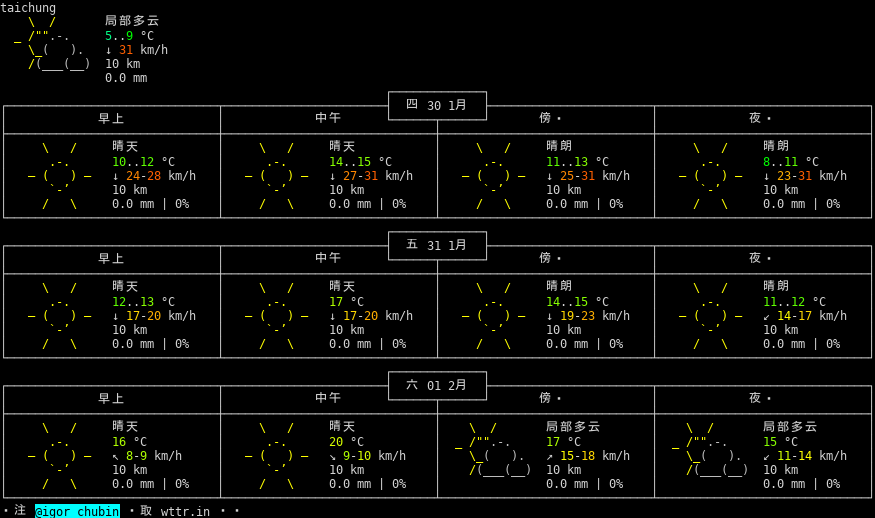 taichung
局部多云
5..9 °C
↓ 31 km/h
10 km
0.0 mm
四 30 1月
早上 中午 傍 夜
晴天 晴天 晴朗 晴朗
10..12 °C 14..15 °C 11..13 °C 8..11 °C
↓ 24-28 km/h ↓ 27-31 km/h ↓ 25-31 km/h ↓ 23-31 km/h
10 km 10 km 10 km 10 km
0.0 mm | 0% 0.0 mm | 0% 0.0 mm | 0% 0.0 mm | 0%
五 31 1月
早上 中午 傍 夜
晴天 晴天 晴朗 晴朗
12..13 °C 17 °C 14..15 °C 11..12 °C
↓ 17-20 km/h ↓ 17-20 km/h ↓ 19-23 km/h ↙ 14-17 km/h
10 km 10 km 10 km 10 km
0.0 mm | 0% 0.0 mm | 0% 0.0 mm | 0% 0.0 mm | 0%
六 01 2月
早上 中午 傍 夜
晴天 晴天 局部多云 局部多云
16 °C 20 °C 17 °C 15 °C
↖ 8-9 km/h ↘ 9-10 km/h ↗ 15-18 km/h ↙ 11-14 km/h
10 km 10 km 10 km 10 km
0.0 mm | 0% 0.0 mm | 0% 0.0 mm | 0% 0.0 mm | 0%
注 @igor_chubin 取 wttr.in